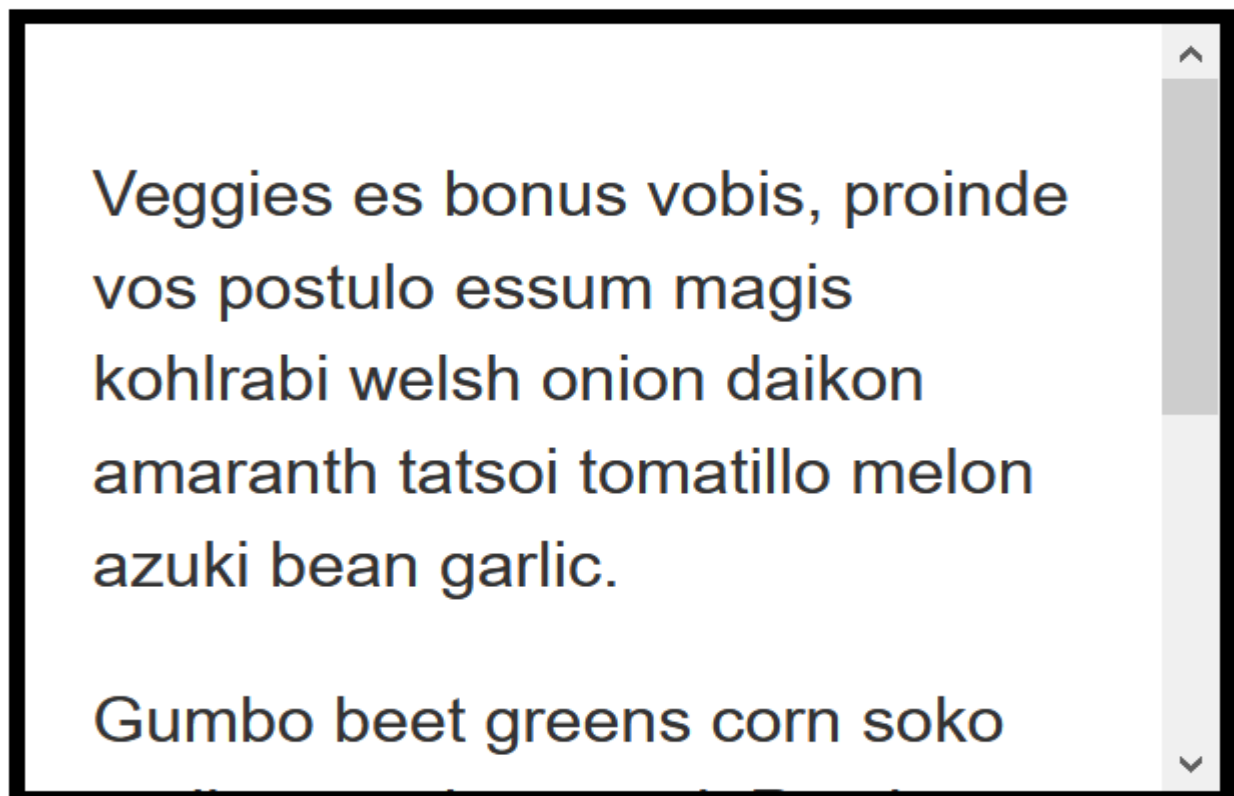 Veggies es bonus vobis, proinde
vos postulo essum magis
kohlrabi welsh onion daikon
amaranth tatsoi tomatillo melon
azuki bean garlic.
Gumbo beet greens corn soko